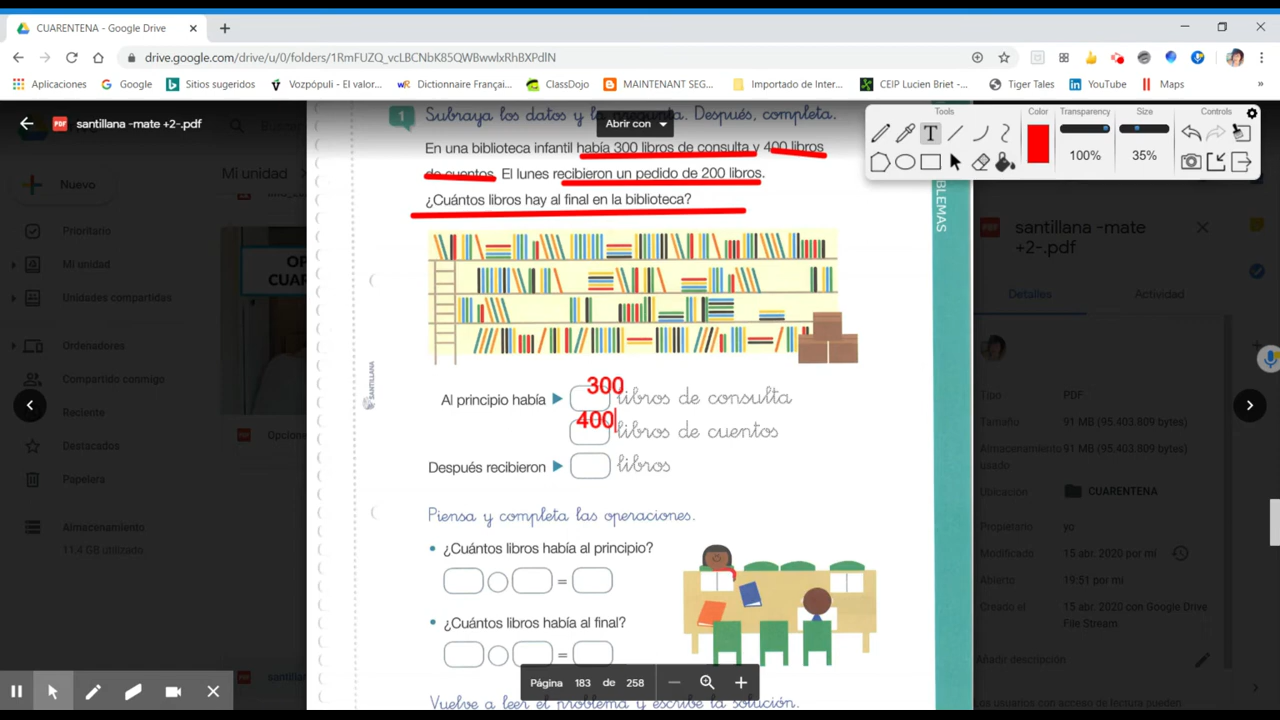 CUARENTENA - Google Drive
drive.google.com/drive/u/0/folders/1RmFUZQ_vcLBCNbK85QWBwwlxRhBXPdlN
Aplicaciones
Google
Sitios sugeridos
Vozpópuli - El valor...
Dictionnaire Françai...
ClassDojo
MAINTENANT SEG...
Importado de Inter...
CEIP Lucien Briet -...
Tiger Tales
YouTube
Maps
santillana -mate +2-.pdf
Abrir con
Tools
Color
Transparency
Size
Controls
100%
35%
1 Subraya los datos y la pregunta. Después, completa.
En una biblioteca infantil había 300 libros de consulta y 400 libros
de cuentos. El lunes recibieron un pedido de 200 libros.
¿Cuántos libros hay al final en la biblioteca?
SANTILLANA
Al principio había 300 libros de consulta
400 libros de cuentos
Después recibieron libros
Piensa y completa las operaciones.
• ¿Cuántos libros había al principio?
=
• ¿Cuántos libros había al final?
=
Vuelve a leer el problema y escribe la solución.
Página 183 de 258
Nuevo
Prioritario
Mi unidad
Unidades compartidas
Ordenadores
Compartido conmigo
Reciente
Destacados
Papelera
Almacenamiento
11.4 GB utilizado
Mi unidad
Opcione
santillana -mate
+2-.pdf
Detalles
Actividad
Tipo PDF
Tamaño 91 MB (95.403.809 bytes)
Almacenamiento 91 MB (95.403.809 bytes)
usado
Ubicación CUARENTENA
Propietario yo
Modificado 15 abr. 2020 por mí
Abierto 19:51 por mí
Creado el 15 abr. 2020 con Google Drive
File Stream
Añadir descripción